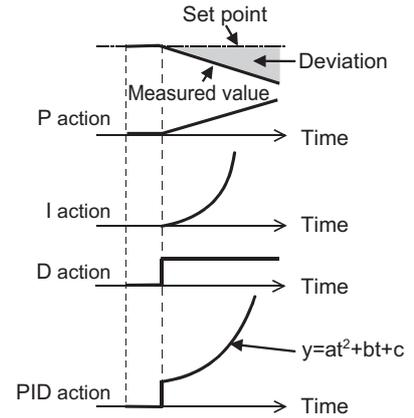 Set point
Deviation
Measured value
P action
Time
I action
Time
D action
Time
y=at²+bt+c
PID action
Time